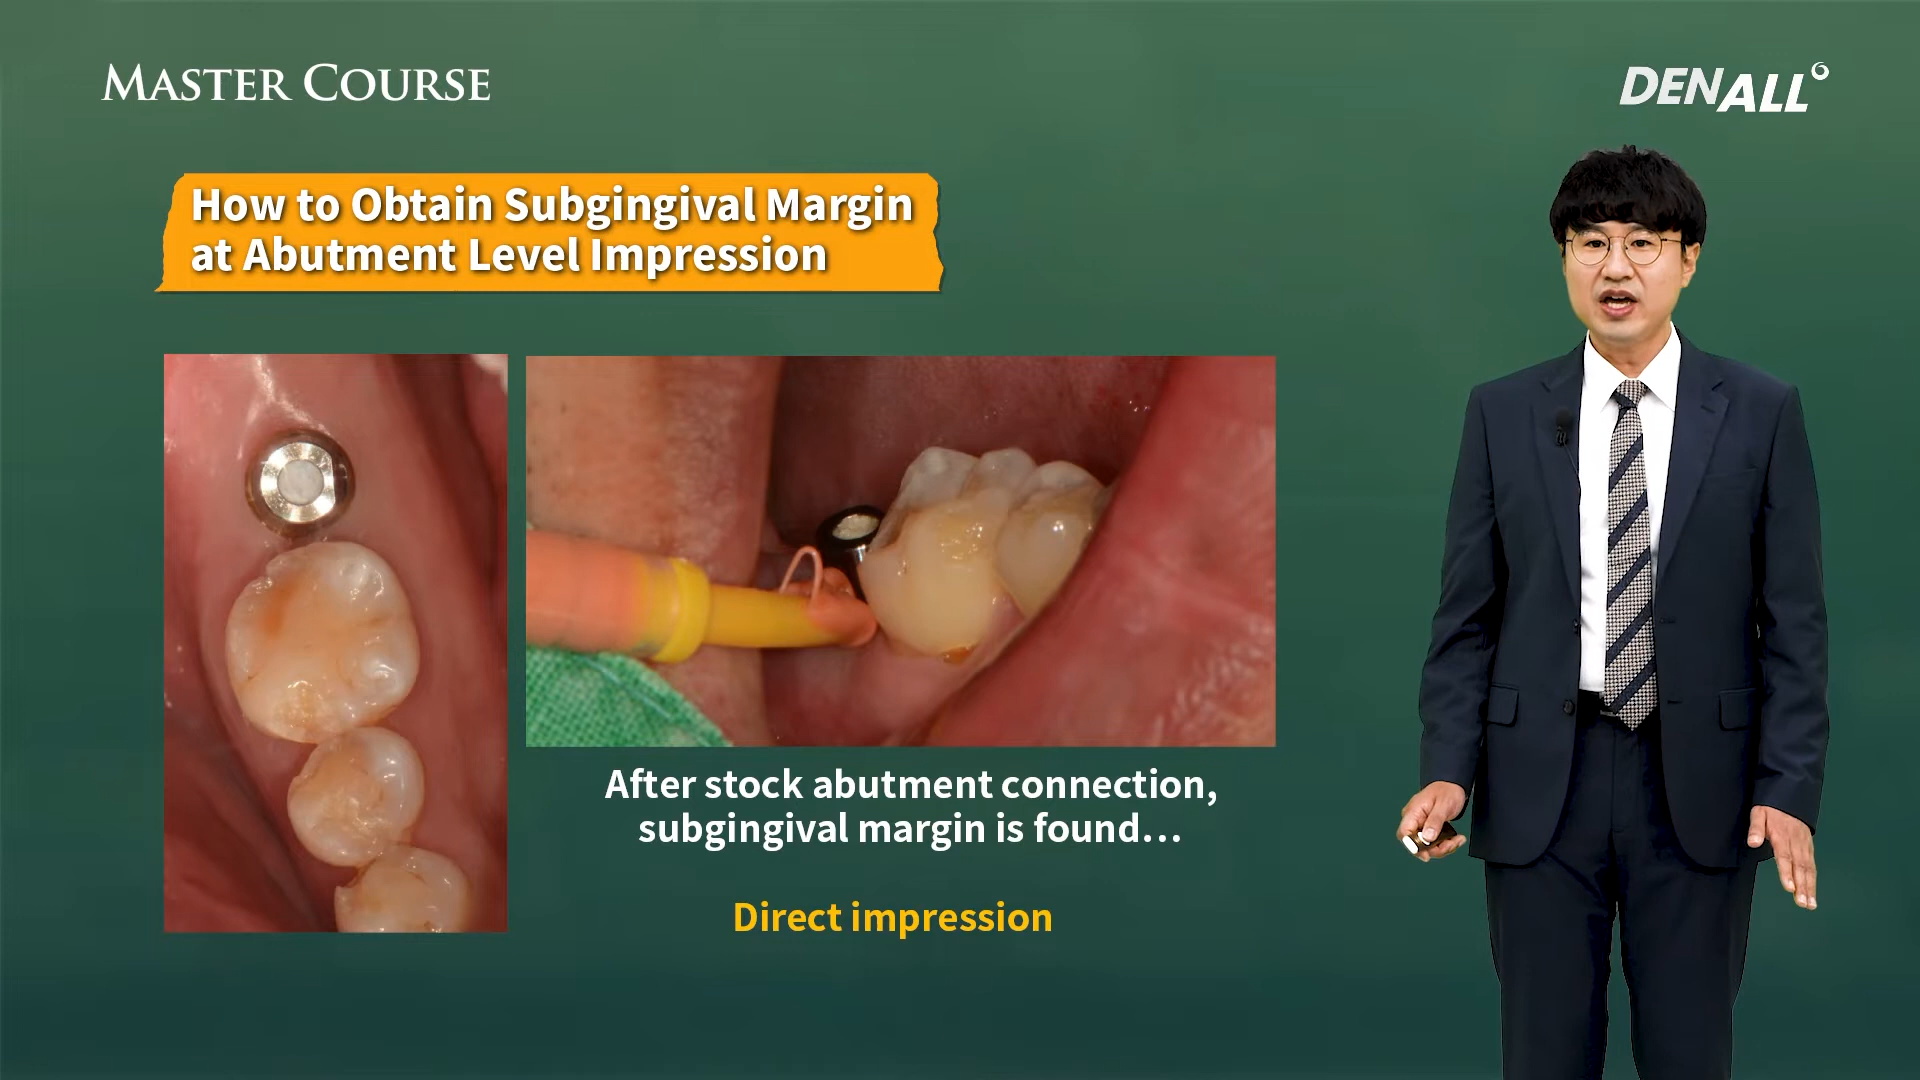 MASTER COURSE
DENALL
How to Obtain Subgingival Margin
at Abutment Level Impression
After stock abutment connection,
subgingival margin is found...
Direct impression